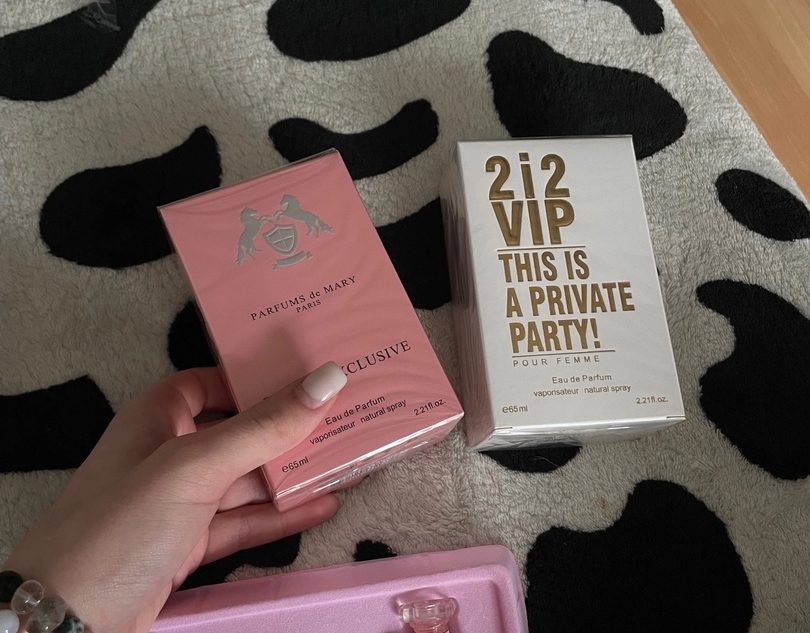 PARFUMS de MARY
PARIS
XCLUSIVE
Eau de Parfum
vaporisateur natural spray
e65ml
2.21fl.oz.
2i2
VIP
THIS IS
A PRIVATE
PARTY!
POUR FEMME
Eau de Parfum
vaporisateur natural spray
e65ml
2.21fl.oz.